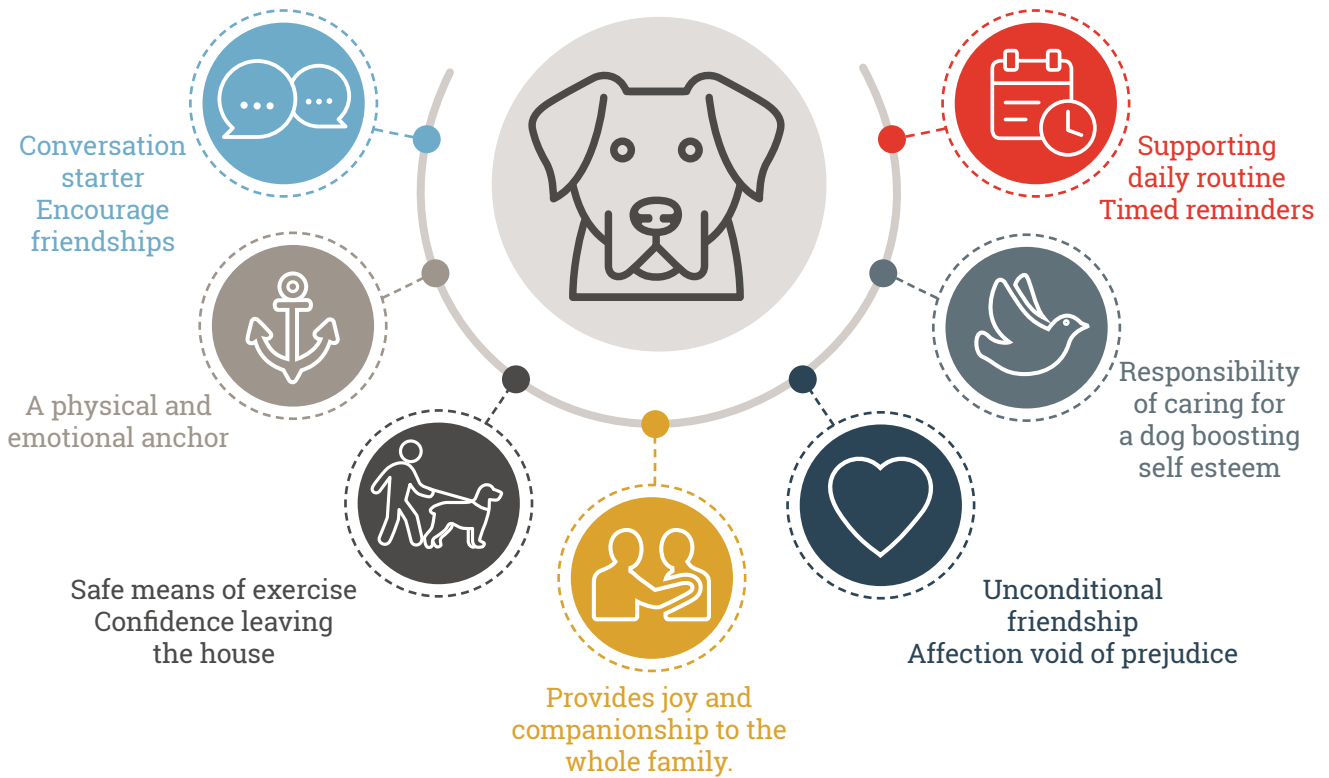 Conversation
starter
Encourage
friendships
A physical and
emotional anchor
Safe means of exercise
Confidence leaving
the house
Provides joy and
companionship to the
whole family.
Unconditional
friendship
Affection void of prejudice
Responsibility
of caring for
a dog boosting
self esteem
Supporting
daily routine
Timed reminders